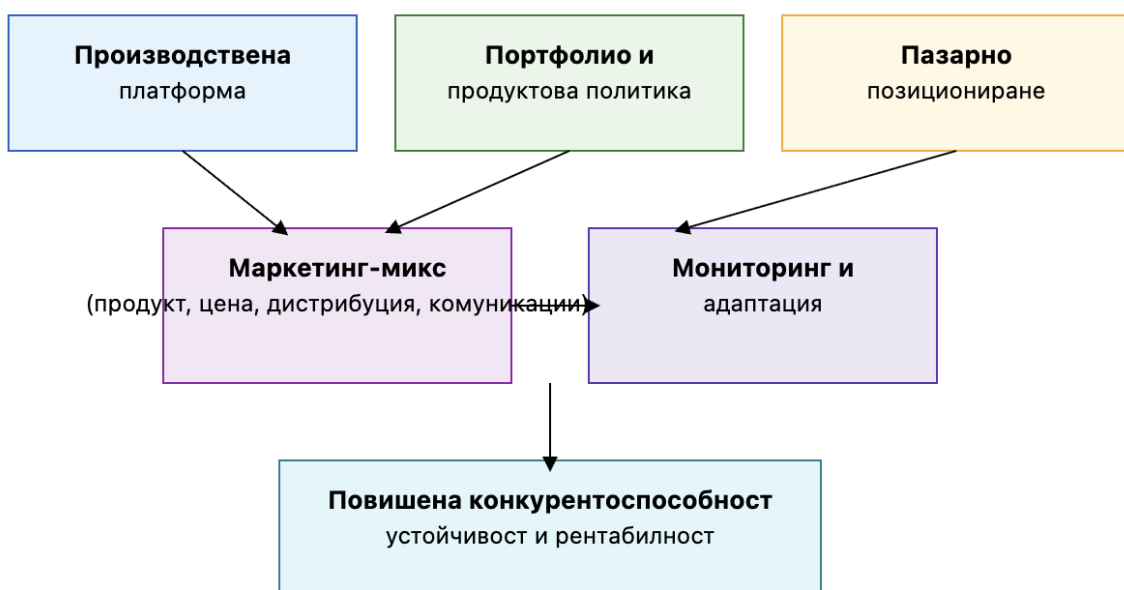 Производствена
платформа
Портфолио и
продуктова политика
Пазарно
позициониране
Маркетинг-микс
(продукт, цена, дистрибуция, комуникации)
Мониторинг и
адаптация
Повишена конкурентоспособност
устойчивост и рентабилност